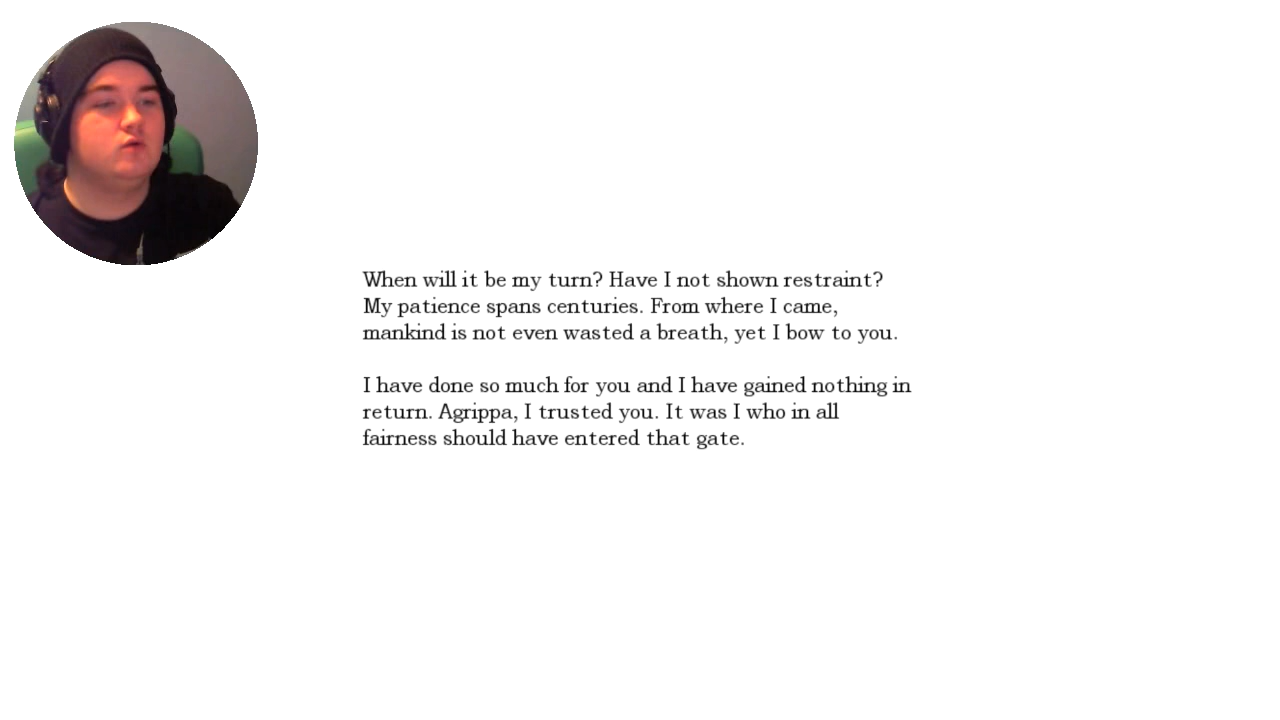 When will it be my turn? Have I not shown restraint?
My patience spans centuries. From where I came,
mankind is not even wasted a breath, yet I bow to you.
I have done so much for you and I have gained nothing in
return. Agrippa, I trusted you. It was I who in all
fairness should have entered that gate.